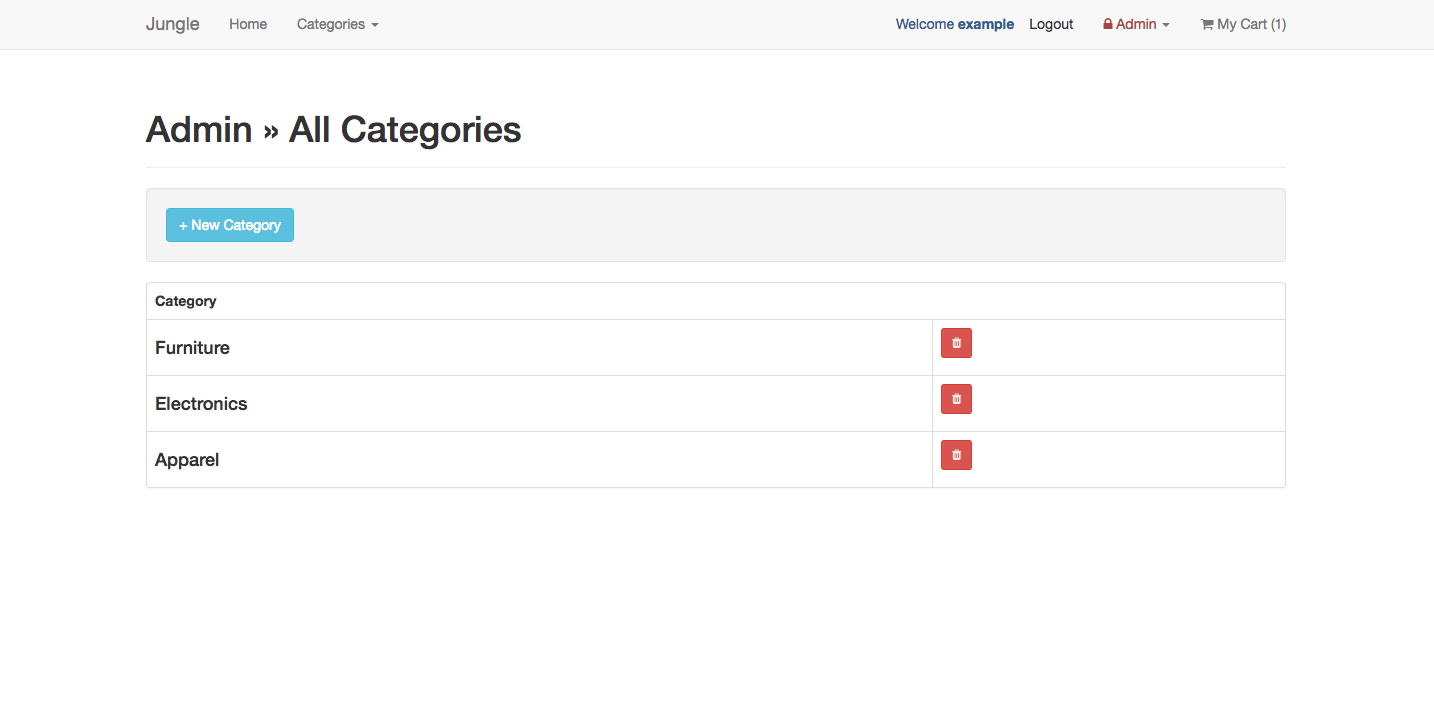 Jungle Home Categories Welcome example Logout Admin My Cart (1)
Admin » All Categories
+ New Category
Category
Furniture
Electronics
Apparel